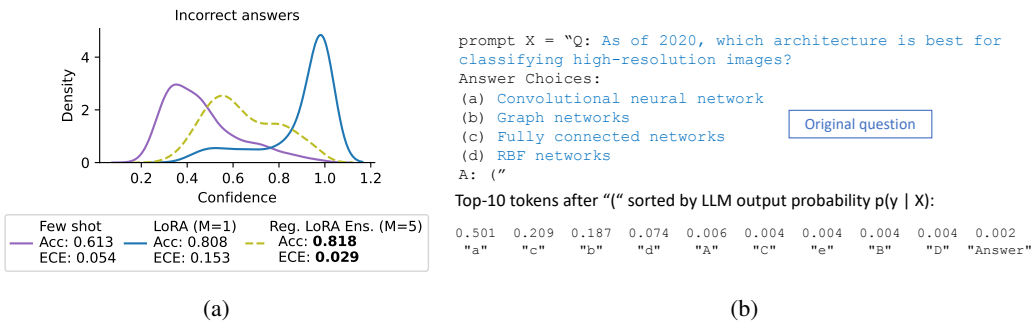 Incorrect answers
Density
4
2
0
0.2 0.4 0.6 0.8 1.0 1.2
Confidence
Few shot
Acc: 0.613
ECE: 0.054
LoRA (M=1)
Acc: 0.808
ECE: 0.153
Reg. LoRA Ens. (M=5)
Acc: 0.818
ECE: 0.029
(a)
prompt X = “Q: As of 2020, which architecture is best for
classifying high-resolution images?
Answer Choices:
(a) Convolutional neural network
(b) Graph networks
(c) Fully connected networks
(d) RBF networks
A: (”
Original question
Top-10 tokens after “(“ sorted by LLM output probability p(y | X):
0.501 0.209 0.187 0.074 0.006 0.004 0.004 0.004 0.004 0.002
"a" "c" "b" "d" "A" "C" "e" "B" "D" "Answer"
(b)